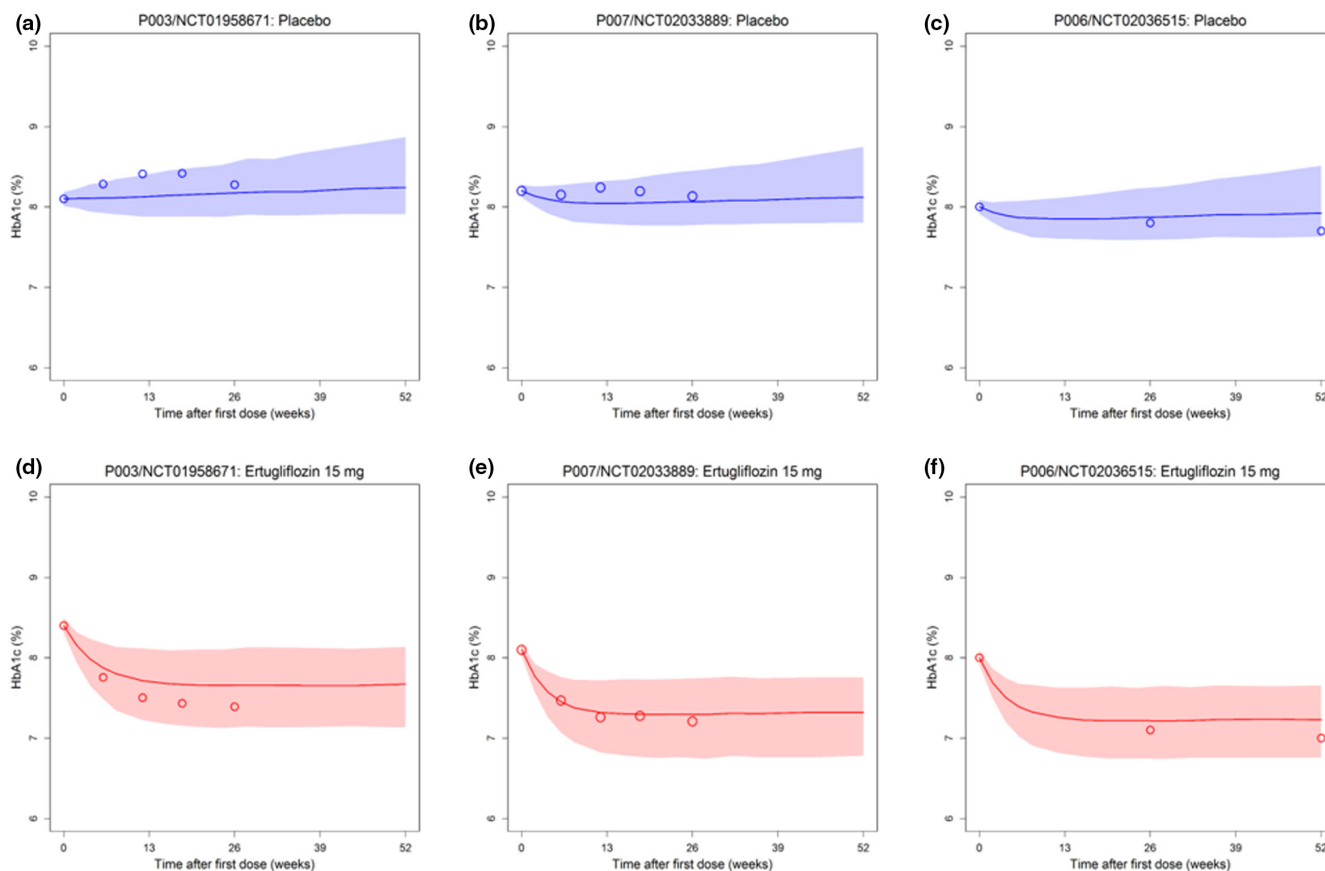 (a)
P003/NCT01958671: Placebo
HbA1c (%)
10
9
8
7
6
0 13 26 39 52
Time after first dose (weeks)
(b)
P007/NCT02033889: Placebo
HbA1c (%)
10
9
8
7
6
0 13 26 39 52
Time after first dose (weeks)
(c)
P006/NCT02036515: Placebo
HbA1c (%)
10
9
8
7
6
0 13 26 39 52
Time after first dose (weeks)
(d)
P003/NCT01958671: Ertugliflozin 15 mg
HbA1c (%)
10
9
8
7
6
0 13 26 39 52
Time after first dose (weeks)
(e)
P007/NCT02033889: Ertugliflozin 15 mg
HbA1c (%)
10
9
8
7
6
0 13 26 39 52
Time after first dose (weeks)
(f)
P006/NCT02036515: Ertugliflozin 15 mg
HbA1c (%)
10
9
8
7
6
0 13 26 39 52
Time after first dose (weeks)